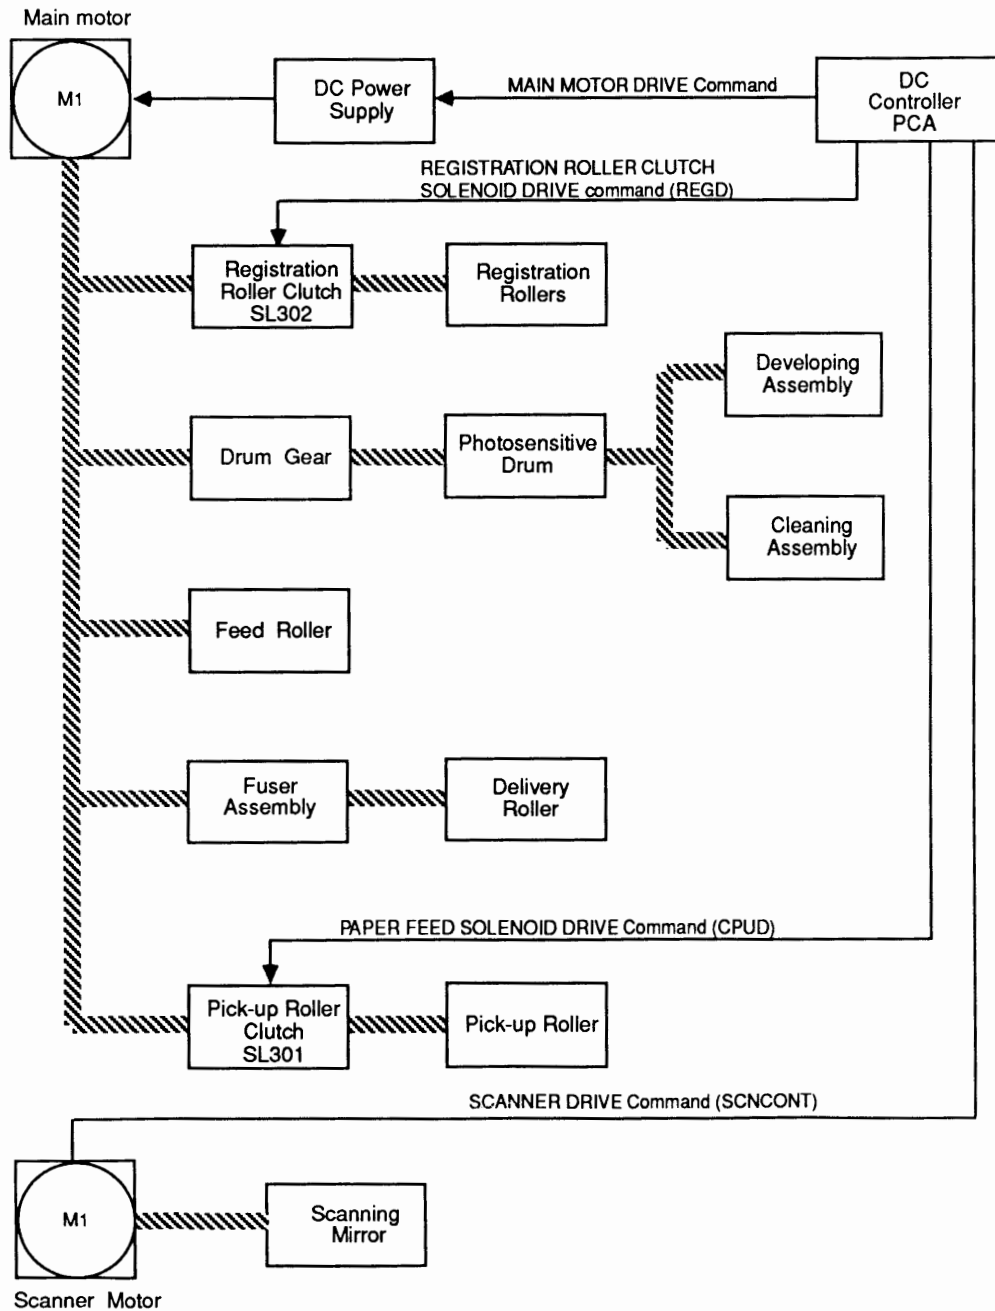 Main motor
M1
DC Power
Supply
MAIN MOTOR DRIVE Command
DC
Controller
PCA
REGISTRATION ROLLER CLUTCH
SOLENOID DRIVE command (REGD)
Registration
Roller Clutch
SL302
Registration
Rollers
Developing
Assembly
Drum Gear
Photosensitive
Drum
Cleaning
Assembly
Feed Roller
Fuser
Assembly
Delivery
Roller
PAPER FEED SOLENOID DRIVE Command (CPUD)
Pick-up Roller
Clutch
SL301
Pick-up Roller
SCANNER DRIVE Command (SCNCONT)
M1
Scanning
Mirror
Scanner Motor